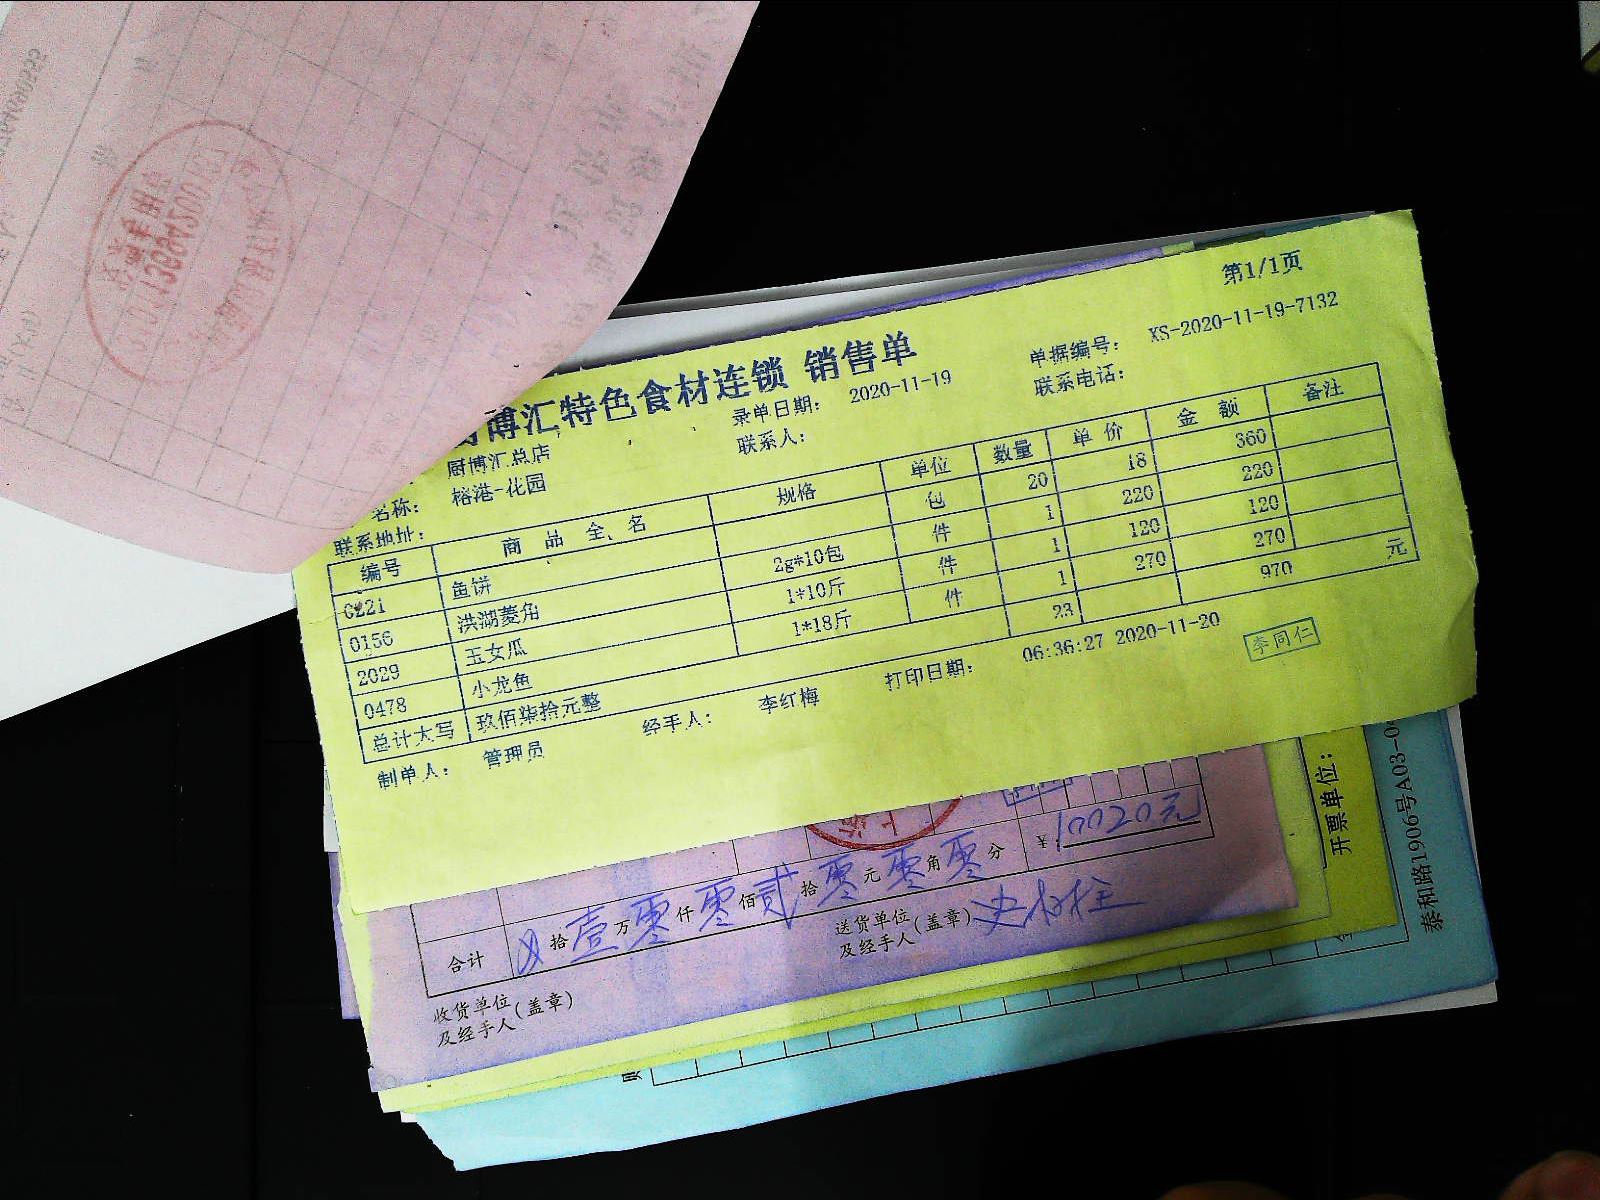 第1/1页
博汇特色食材连锁 销售单
厨博汇总店 录单日期: 2020-11-19 单据编号: XS-2020-11-19-7132
名称: 榕港-花园 联系人: 联系电话:
联系地址:
编号 商品全名 规格 单位 数量 单价 金额 备注
0221 鱼饼 包 20 18 360
0156 洪湖菱角 2g*10包 件 1 220 220
2029 玉女瓜 1*10斤 件 1 120 120
0478 小龙鱼 1*18斤 件 1 270 270
总计大写 玖佰柒拾元整 23 970 元
制单人: 管理员 经手人: 李红梅 打印日期: 06:36:27 2020-11-20
李同仁
合计 拾壹万零仟零佰贰拾零元零角零分 ¥10020元
收货单位(盖章)
及经手人
送货单位(盖章)
及经手人
开票单位:
泰和路1906号A03-0